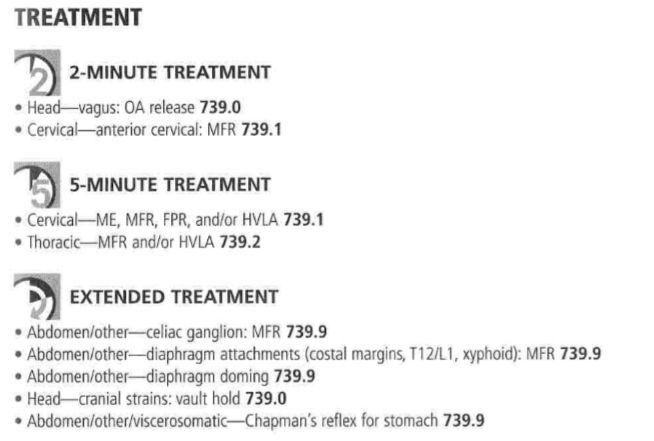 TREATMENT
2
2-MINUTE TREATMENT
• Head—vagus: OA release 739.0
• Cervical—anterior cervical: MFR 739.1
5
5-MINUTE TREATMENT
• Cervical—ME, MFR, FPR, and/or HVLA 739.1
• Thoracic—MFR and/or HVLA 739.2
EXTENDED TREATMENT
• Abdomen/other—celiac ganglion: MFR 739.9
• Abdomen/other—diaphragm attachments (costal margins, T12/L1, xyphoid): MFR 739.9
• Abdomen/other—diaphragm doming 739.9
• Head—cranial strains: vault hold 739.0
• Abdomen/other/viscerosomatic—Chapman's reflex for stomach 739.9